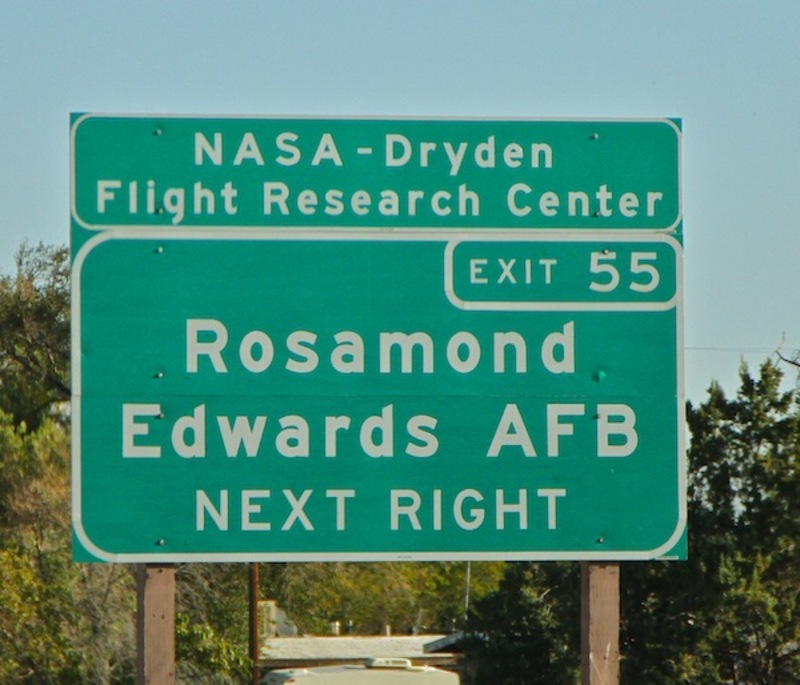 NASA-Dryden
Flight Research Center
EXIT 55
Rosamond
Edwards AFB
NEXT RIGHT